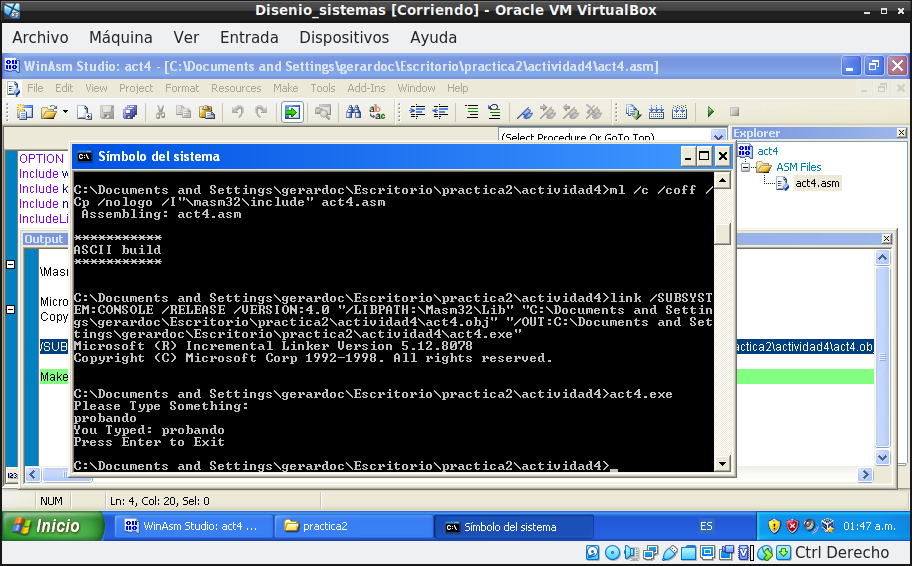 Disenio_sistemas [Corriendo] - Oracle VM VirtualBox
Archivo Máquina Ver Entrada Dispositivos Ayuda
WinAsm Studio: act4 - [C:\Documents and Settings\gerardoc\Escritorio\practica2\actividad4\act4.asm]
File Edit View Project Format Resources Make Tools Add-Ins Window Help
(Select Procedure Or GoTo Top)
Explorer
act4
ASM Files
act4.asm
OPTION
Include w
Include k
Include
IncludeLi
Output
\Masm
Micro
Copy
/SUB
actica2\actividad4\act4.ob
Make
Símbolo del sistema
C:\Documents and Settings\gerardoc\Escritorio\practica2\actividad4>ml /c /coff /
Cp /nologo /I"\masm32\include" act4.asm
Assembling: act4.asm
***********
ASCII build
***********
C:\Documents and Settings\gerardoc\Escritorio\practica2\actividad4>link /SUBSYST
EM:CONSOLE /RELEASE /VERSION:4.0 "/LIBPATH:\Masm32\Lib" "C:\Documents and Settin
gs\gerardoc\Escritorio\practica2\actividad4\act4.obj" "/OUT:C:\Documents and Set
tings\gerardoc\Escritorio\practica2\actividad4\act4.exe"
Microsoft (R) Incremental Linker Version 5.12.8078
Copyright (C) Microsoft Corp 1992-1998. All rights reserved.
C:\Documents and Settings\gerardoc\Escritorio\practica2\actividad4>act4.exe
Please Type Something:
probando
You Typed: probando
Press Enter to Exit
C:\Documents and Settings\gerardoc\Escritorio\practica2\actividad4>_
NUM Ln: 4, Col: 20, Sel: 0
Inicio WinAsm Studio: act4 ... practica2 Símbolo del sistema ES 01:47 a.m.
Ctrl Derecho